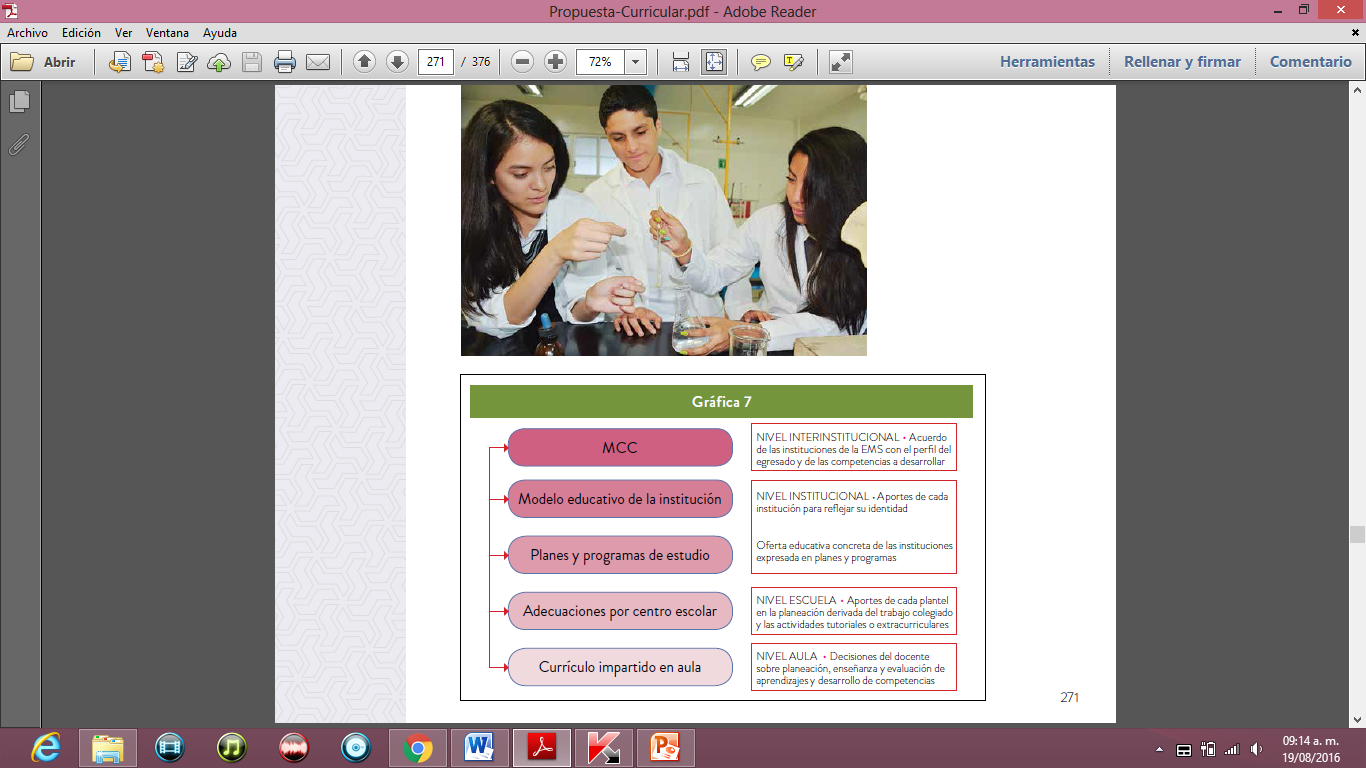 Propuesta-Curricular.pdf - Adobe Reader
Archivo Edición Ver Ventana Ayuda
Abrir 271 / 376 72% Herramientas Rellenar y firmar Comentario
Gráfica 7
MCC
NIVEL INTERINSTITUCIONAL • Acuerdo
de las instituciones de la EMS con el perfil del
egresado y de las competencias a desarrollar
Modelo educativo de la institución
NIVEL INSTITUCIONAL • Aportes de cada
institución para reflejar su identidad
Planes y programas de estudio
Oferta educativa concreta de las instituciones
expresada en planes y programas
Adecuaciones por centro escolar
NIVEL ESCUELA • Aportes de cada plantel
en la planeación derivada del trabajo colegiado
y las actividades tutoriales o extracurriculares
Currículo impartido en aula
NIVEL AULA • Decisiones del docente
sobre planeación, enseñanza y evaluación de
aprendizajes y desarrollo de competencias
271
09:14 a. m.
19/08/2016